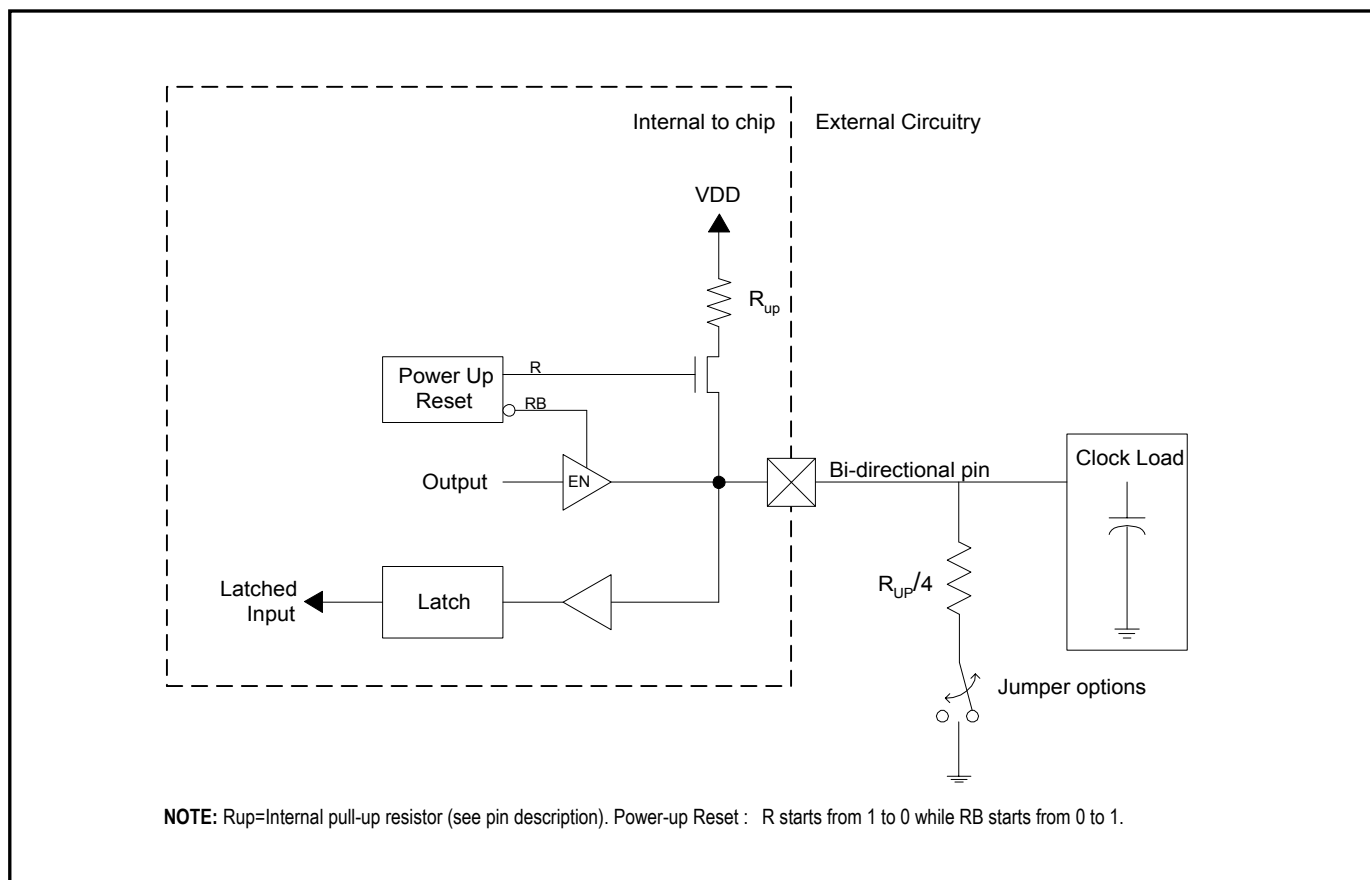 Internal to chip
External Circuitry
VDD
Rup
Power Up
Reset
R
RB
Output
EN
Bi-directional pin
Clock Load
RUP/4
Latched
Input
Latch
Jumper options
NOTE: Rup=Internal pull-up resistor (see pin description). Power-up Reset : R starts from 1 to 0 while RB starts from 0 to 1.